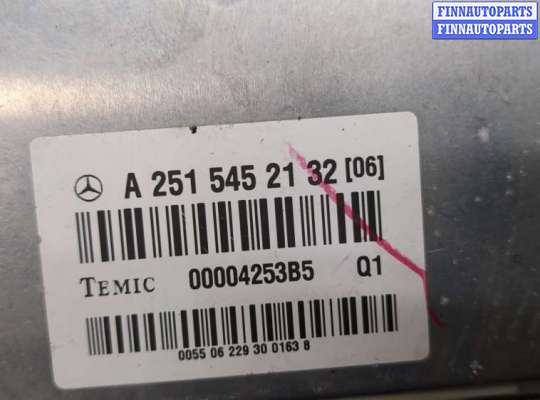 FINNAUTOPARTS
FINNAUTOPARTS
A 251 545 21 32 [06]
TEMIC 00004253B5 Q1
0055 06 229 30 0163 8